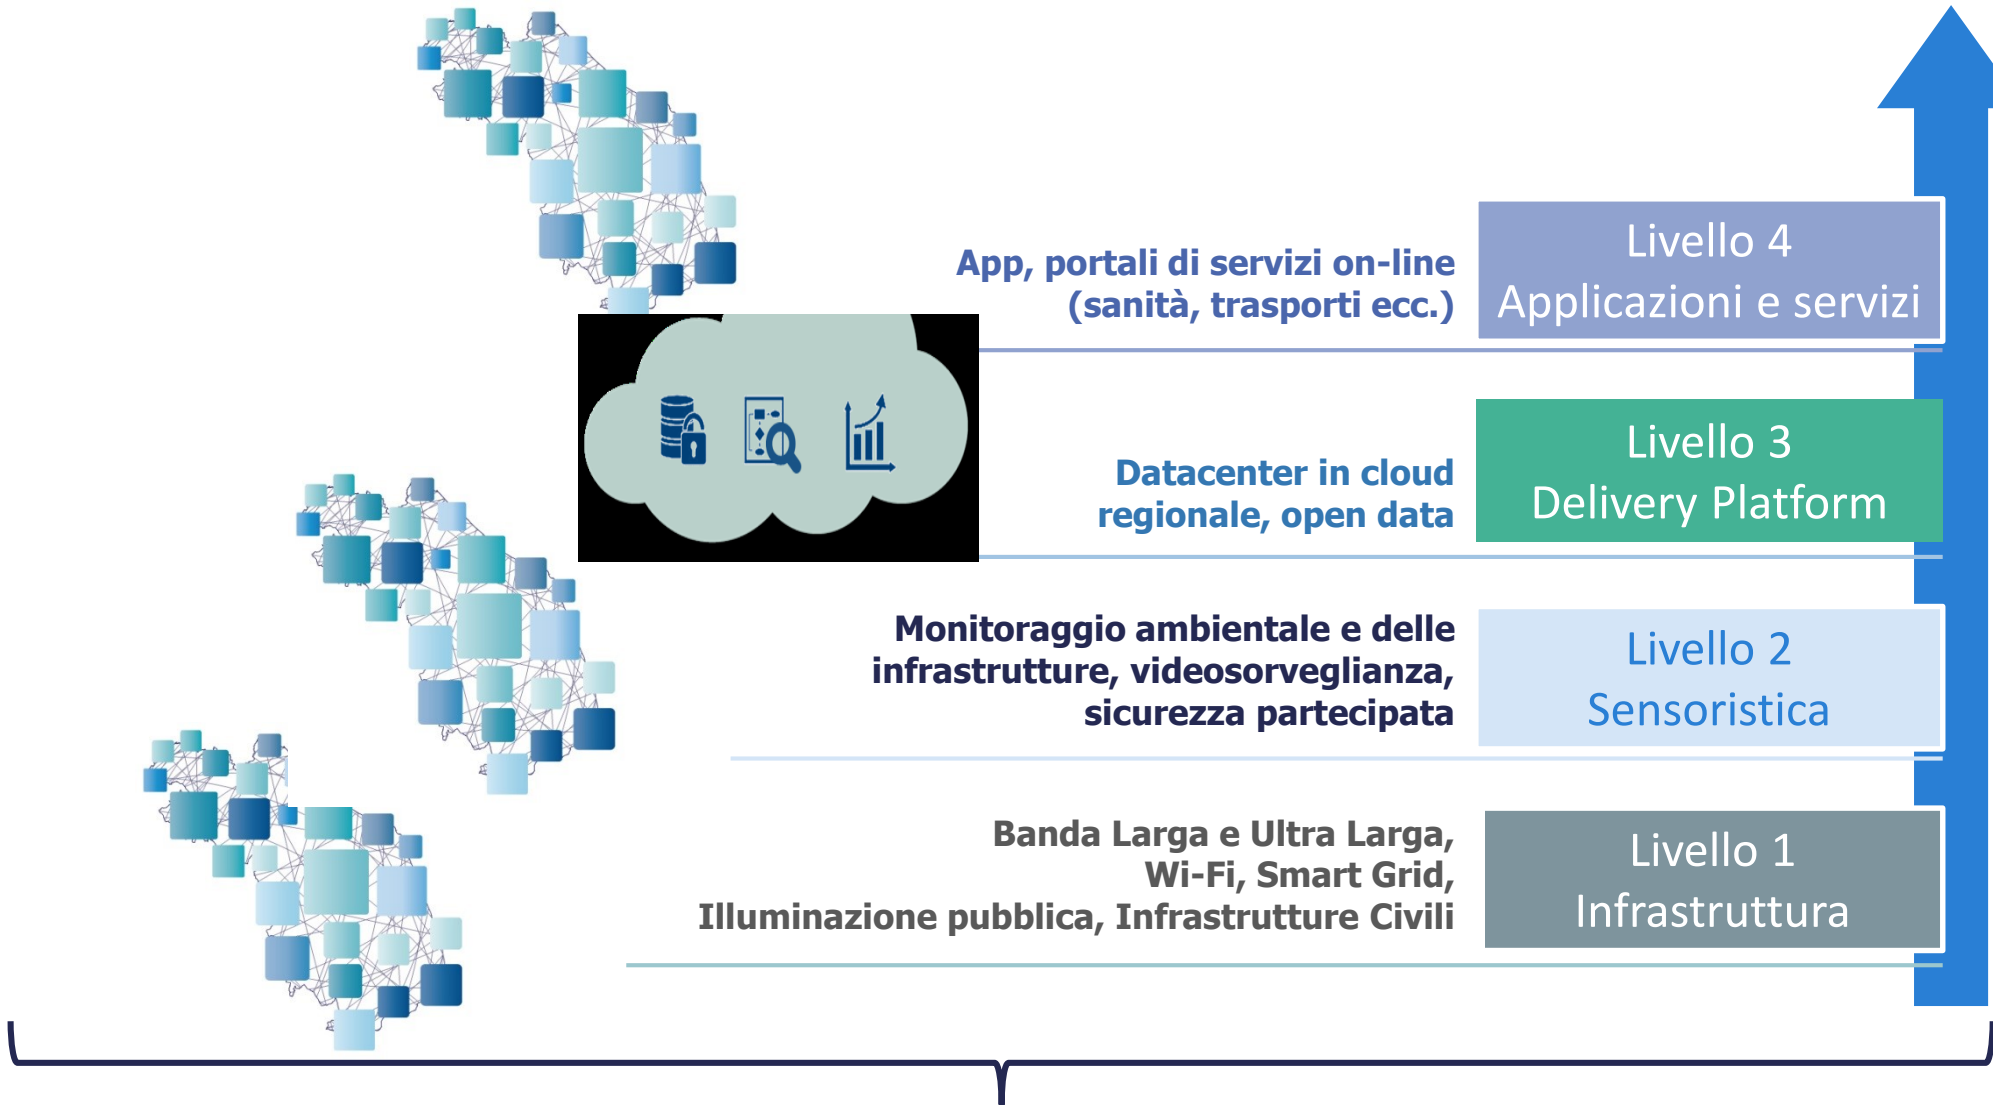 App, portali di servizi on-line
(sanità, trasporti ecc.)
Livello 4
Applicazioni e servizi
Datacenter in cloud
regionale, open data
Livello 3
Delivery Platform
Monitoraggio ambientale e delle
infrastrutture, videosorveglianza,
sicurezza partecipata
Livello 2
Sensoristica
Banda Larga e Ultra Larga,
Wi-Fi, Smart Grid,
Illuminazione pubblica, Infrastrutture Civili
Livello 1
Infrastruttura